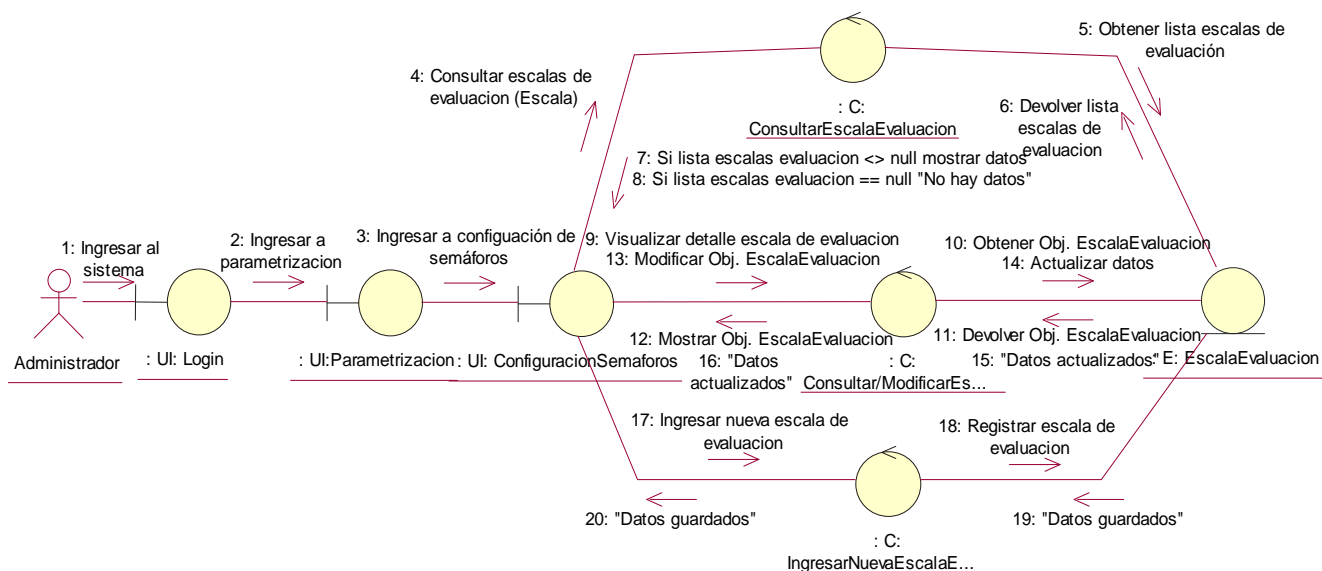 5: Obtener lista escalas de
evaluación
4: Consultar escalas de
evaluacion (Escala)
: C:
ConsultarEscalaEvaluacion
6: Devolver lista
escalas de
evaluacion
7: Si lista escalas evaluacion <> null mostrar datos
8: Si lista escalas evaluacion == null "No hay datos"
1: Ingresar al
sistema
2: Ingresar a
parametrizacion
3: Ingresar a configuación de
semáforos
9: Visualizar detalle escala de evaluacion
13: Modificar Obj. EscalaEvaluacion
10: Obtener Obj. EscalaEvaluacion
14: Actualizar datos
Administrador
: UI: Login
: UI:Parametrizacion
: UI: ConfiguracionSemaforos
12: Mostrar Obj. EscalaEvaluacion
16: "Datos
actualizados"
: C:
Consultar/ModificarEs...
11: Devolver Obj. EscalaEvaluacion
15: "Datos actualizados"
: E: EscalaEvaluacion
17: Ingresar nueva escala de
evaluacion
18: Registrar escala de
evaluacion
20: "Datos guardados"
19: "Datos guardados"
: C:
IngresarNuevaEscalaE...